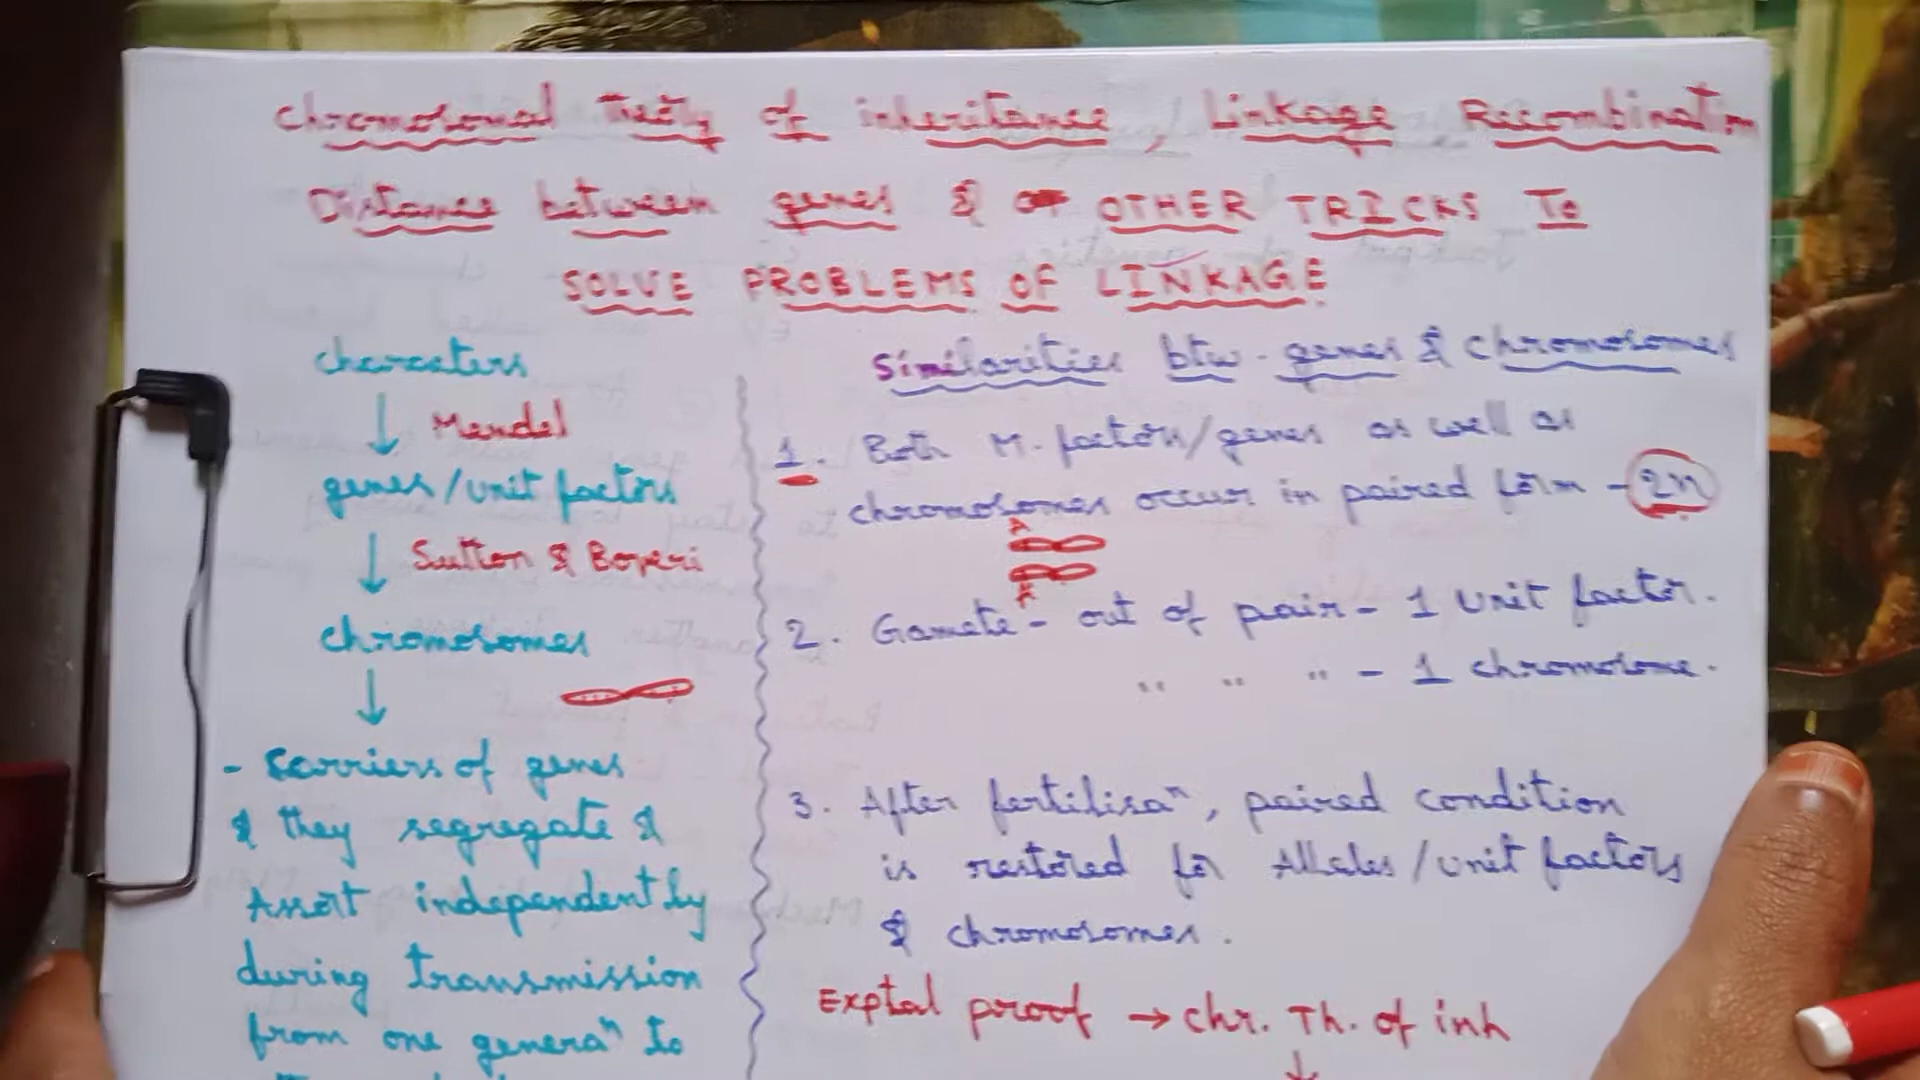 Chromosomal theory of inheritance, Linkage, Recombination
Distance between genes & OTHER TRICKS TO
SOLVE PROBLEMS OF LINKAGE
characters
↓ Mendel
genes/unit factors
↓ Sutton & Boveri
chromosomes
↓
- carriers of genes
& they segregate &
Assort independently
during transmission
from one generaⁿ to
Similarities btw. genes & chromosomes
1. Both M. factors/genes as well as
chromosomes occur in paired form - 2n
2. Gamete - out of pair - 1 unit factor.
" " " - 1 chromosome.
3. After fertilisaⁿ, paired condition
is restored for Alleles/unit factors
& chromosomes.
Exptal proof → Chr. Th. of inh
↓